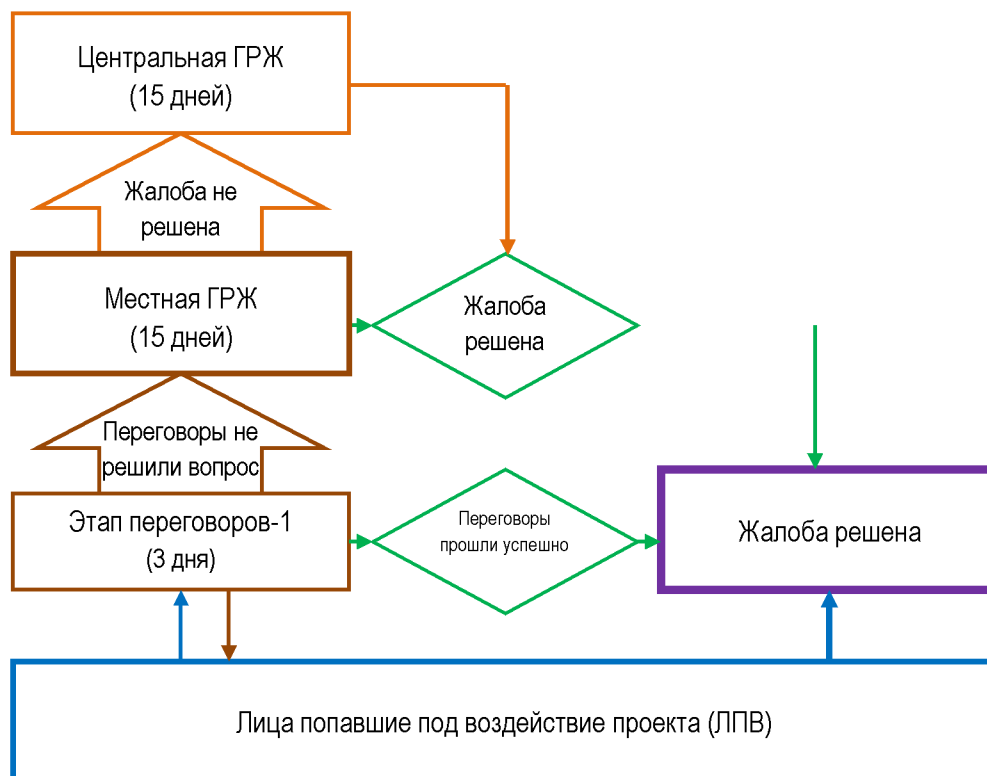 Центральная ГРЖ
(15 дней)
Жалоба не
решена
Местная ГРЖ
(15 дней)
Жалоба
решена
Переговоры не
решили вопрос
Этап переговоров-1
(3 дня)
Переговоры
прошли успешно
Жалоба решена
Лица попавшие под воздействие проекта (ЛПВ)